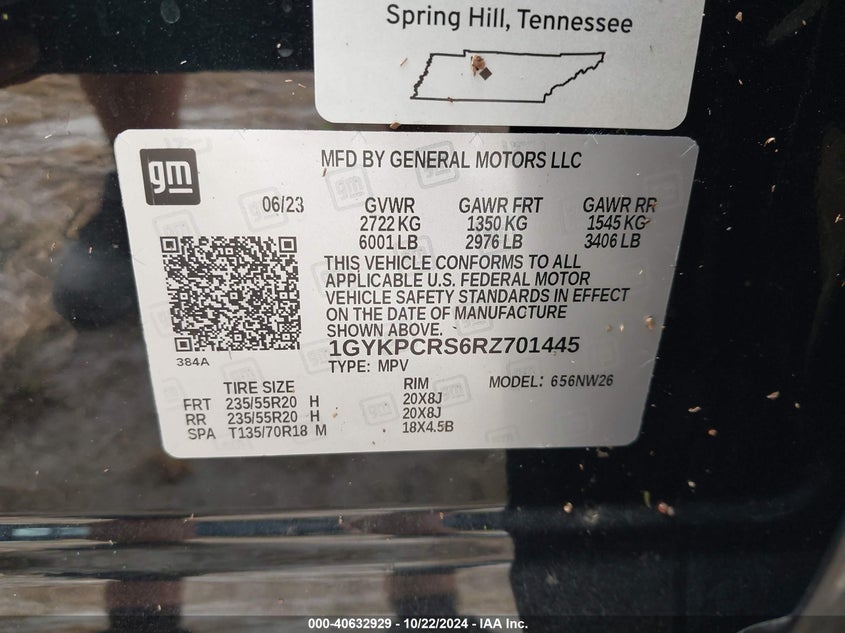 Spring Hill, Tennessee
gm
MFD BY GENERAL MOTORS LLC
06/23 GVWR GAWR FRT GAWR RR
2722 KG 1350 KG 1545 KG
6001 LB 2976 LB 3406 LB
THIS VEHICLE CONFORMS TO ALL
APPLICABLE U.S. FEDERAL MOTOR
VEHICLE SAFETY STANDARDS IN EFFECT
ON THE DATE OF MANUFACTURE
SHOWN ABOVE.
384A
1GYKPCRS6RZ701445
TYPE: MPV
TIRE SIZE RIM MODEL: 656NW26
FRT 235/55R20 H 20X8J
RR 235/55R20 H 20X8J
SPA T135/70R18 M 18X4.5B
000-40632929 - 10/22/2024 - IAA Inc.